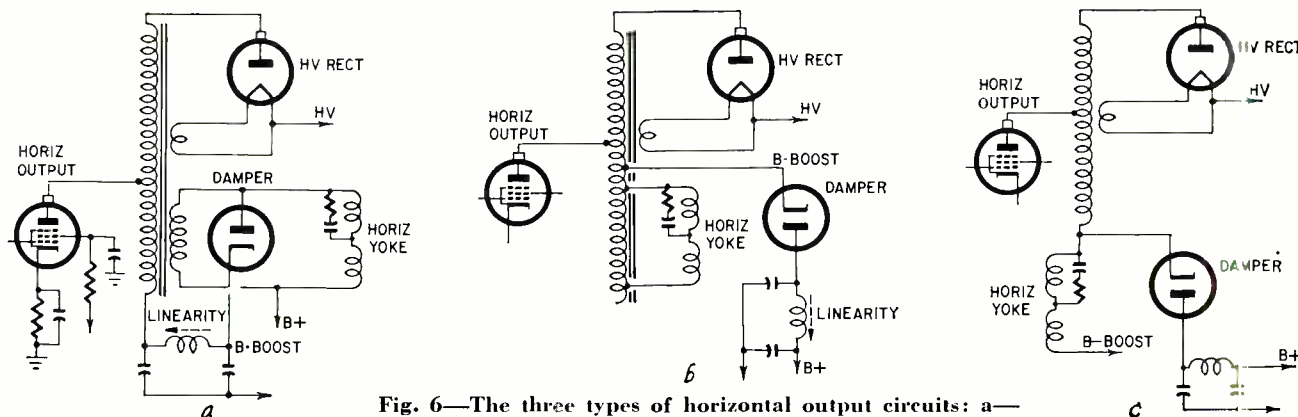 HV RECT
HV
HORIZ
OUTPUT
DAMPER
HORIZ
YOKE
LINEARITY
B+
B-BOOST
a
HV RECT
HV
HORIZ
OUTPUT
B-BOOST
DAMPER
HORIZ
YOKE
LINEARITY
B+
b
HV RECT
HV
HORIZ
OUTPUT
DAMPER
HORIZ
YOKE
B-BOOST
B+
c
Fig. 6—The three types of horizontal output circuits: a—